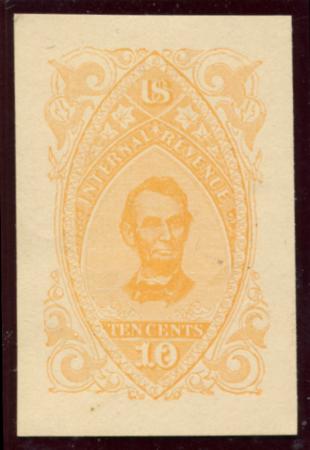 US
INTERNAL ★ REVENUE
TEN CENTS
10